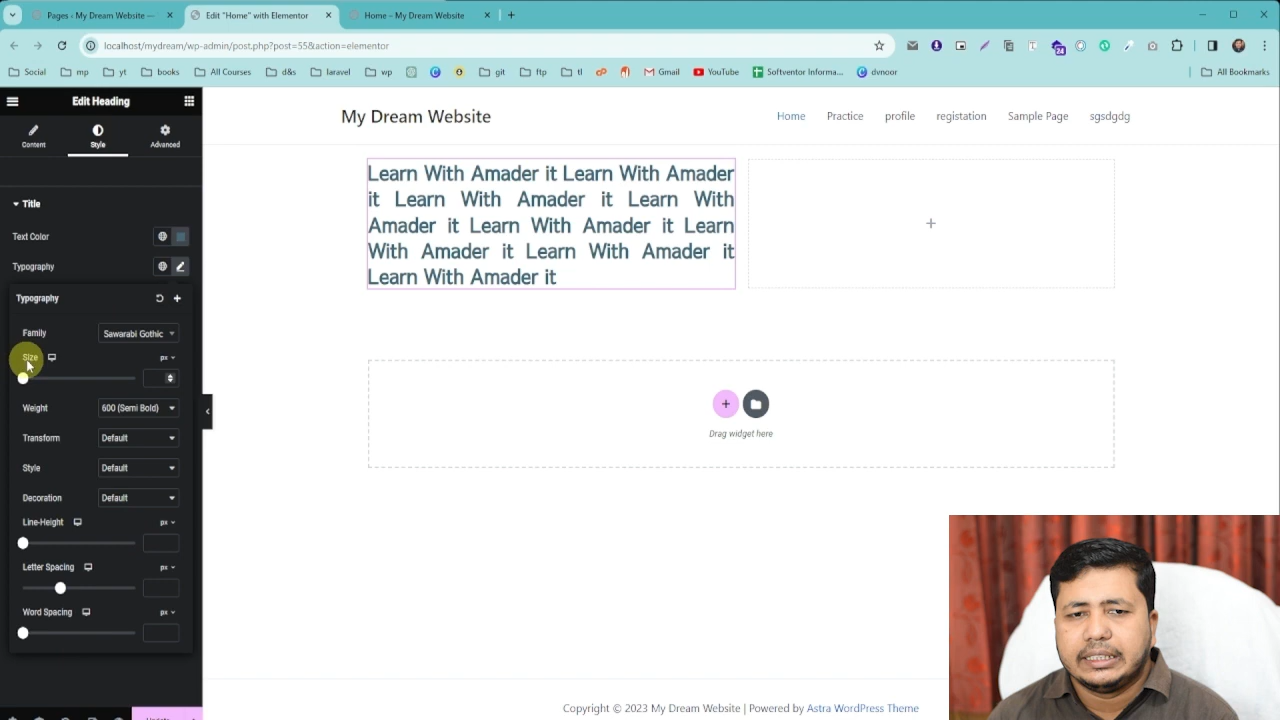 Pages ‹ My Dream Website —
Edit "Home" with Elementor
Home – My Dream Website
localhost/mydream/wp-admin/post.php?post=55&action=elementor
24
Social
mp
yt
books
All Courses
d&s
laravel
wp
git
ftp
tl
Gmail
YouTube
Softventor Informa...
dvnoor
All Bookmarks
Edit Heading
Content
Style
Advanced
Title
Text Color
Typography
Typography
Family
Sawarabi Gothic
Size
px
Weight
600 (Semi Bold)
Transform
Default
Style
Default
Decoration
Default
Line-Height
px
Letter Spacing
px
Word Spacing
px
My Dream Website
Home
Practice
profile
registation
Sample Page
sgsdgdg
Learn With Amader it Learn With Amader
it Learn With Amader it Learn With
Amader it Learn With Amader it Learn
With Amader it Learn With Amader it
Learn With Amader it
Drag widget here
Copyright © 2023 My Dream Website | Powered by Astra WordPress Theme